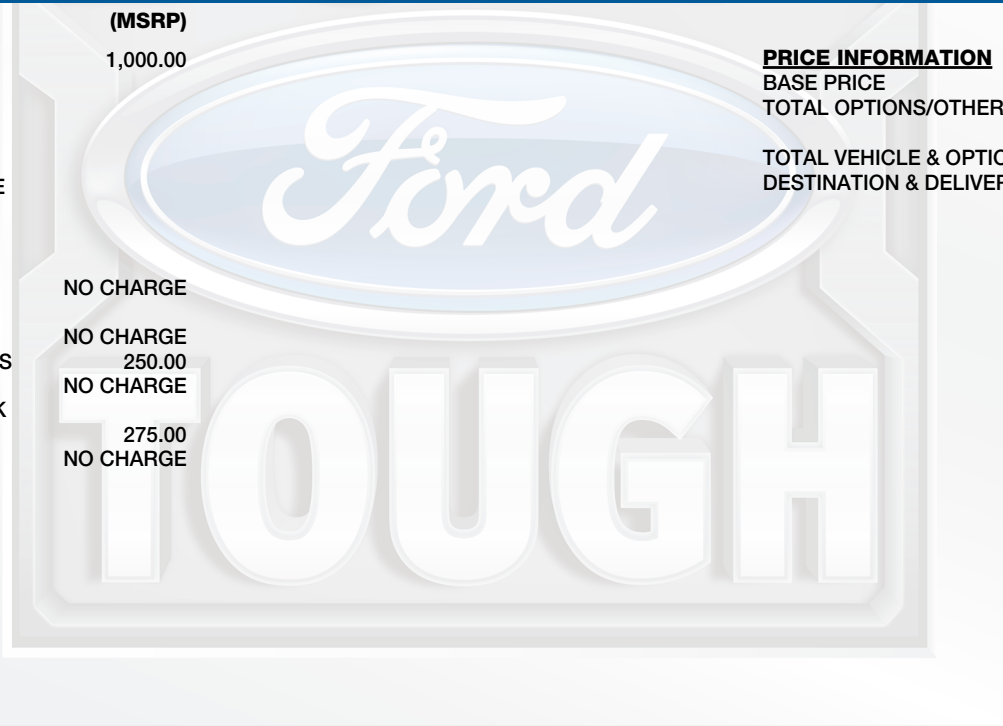 (MSRP)
1,000.00
E
NO CHARGE
NO CHARGE
S 250.00
NO CHARGE
K
275.00
NO CHARGE
PRICE INFORMATION
BASE PRICE
TOTAL OPTIONS/OTHER
TOTAL VEHICLE & OPTIO
DESTINATION & DELIVER
Ford
TOUGH